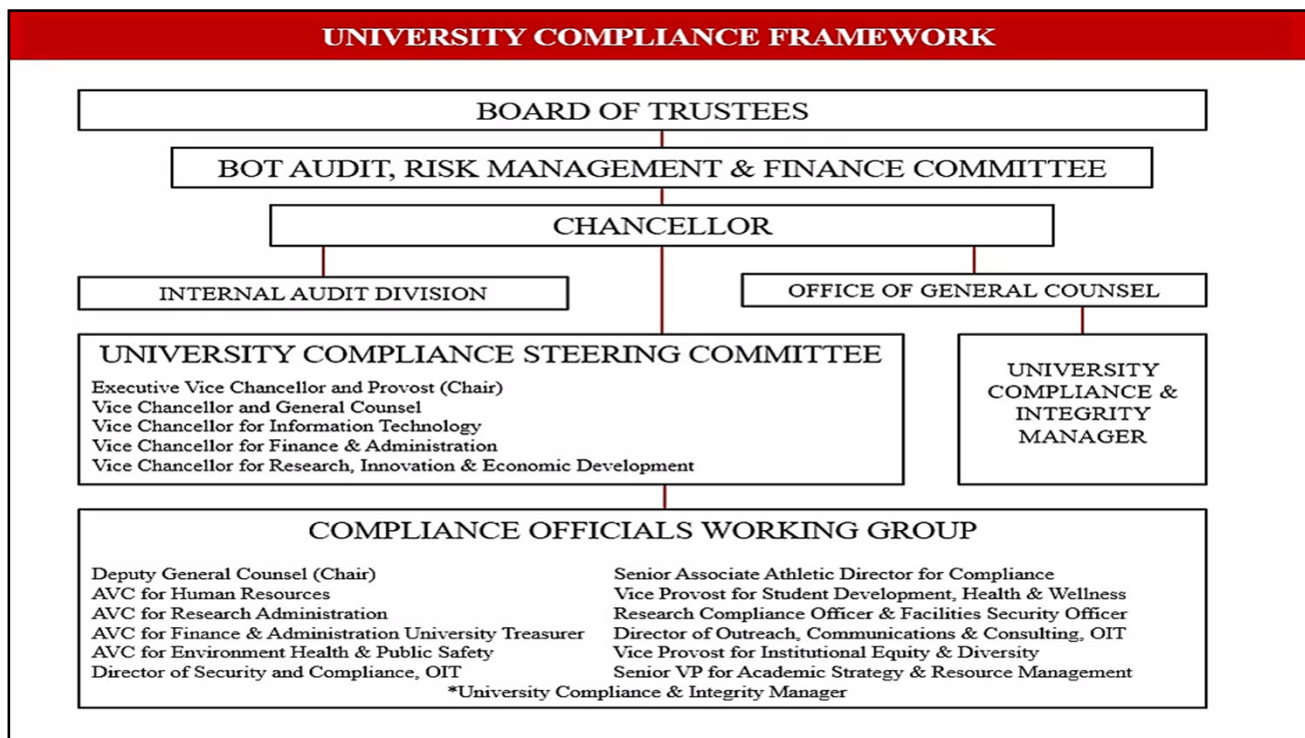 UNIVERSITY COMPLIANCE FRAMEWORK
BOARD OF TRUSTEES
BOT AUDIT, RISK MANAGEMENT & FINANCE COMMITTEE
CHANCELLOR
INTERNAL AUDIT DIVISION
OFFICE OF GENERAL COUNSEL
UNIVERSITY COMPLIANCE STEERING COMMITTEE
Executive Vice Chancellor and Provost (Chair)
Vice Chancellor and General Counsel
Vice Chancellor for Information Technology
Vice Chancellor for Finance & Administration
Vice Chancellor for Research, Innovation & Economic Development
UNIVERSITY
COMPLIANCE &
INTEGRITY
MANAGER
COMPLIANCE OFFICIALS WORKING GROUP
Deputy General Counsel (Chair)
AVC for Human Resources
AVC for Research Administration
AVC for Finance & Administration University Treasurer
AVC for Environment Health & Public Safety
Director of Security and Compliance, OIT
Senior Associate Athletic Director for Compliance
Vice Provost for Student Development, Health & Wellness
Research Compliance Officer & Facilities Security Officer
Director of Outreach, Communications & Consulting, OIT
Vice Provost for Institutional Equity & Diversity
Senior VP for Academic Strategy & Resource Management
*University Compliance & Integrity Manager